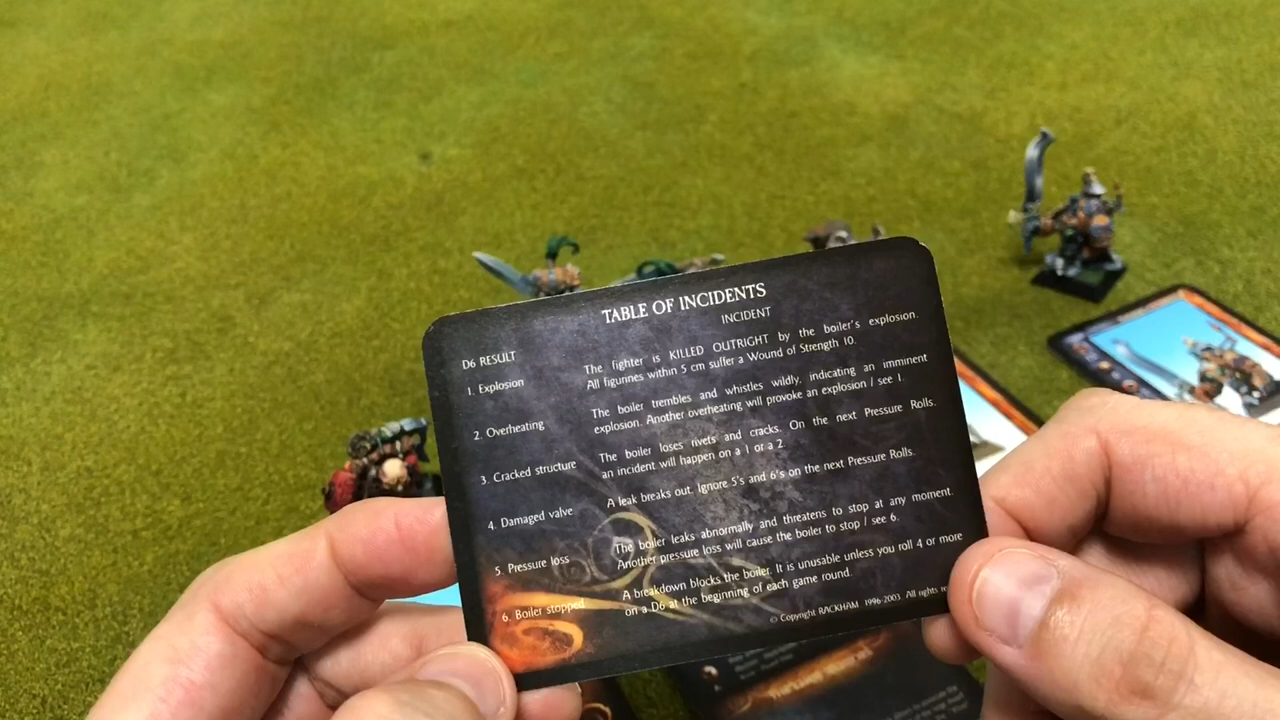 TABLE OF INCIDENTS
D6 RESULT INCIDENT
1. Explosion The fighter is KILLED OUTRIGHT by the boiler's explosion.
All figurines within 5 cm suffer a Wound of Strength 10.
2. Overheating The boiler trembles and whistles wildly, indicating an imminent
explosion. Another overheating will provoke an explosion / see 1.
3. Cracked structure The boiler loses rivets and cracks. On the next Pressure Rolls,
an incident will happen on a 1 or a 2.
4. Damaged valve A leak breaks out. Ignore 5's and 6's on the next Pressure Rolls.
5. Pressure loss The boiler leaks abnormally and threatens to stop at any moment.
Another pressure loss will cause the boiler to stop / see 6.
6. Boiler stopped A breakdown blocks the boiler. It is unusable unless you roll 4 or more
on a D6 at the beginning of each game round.
© Copyright RACKHAM 1996-2003. All rights